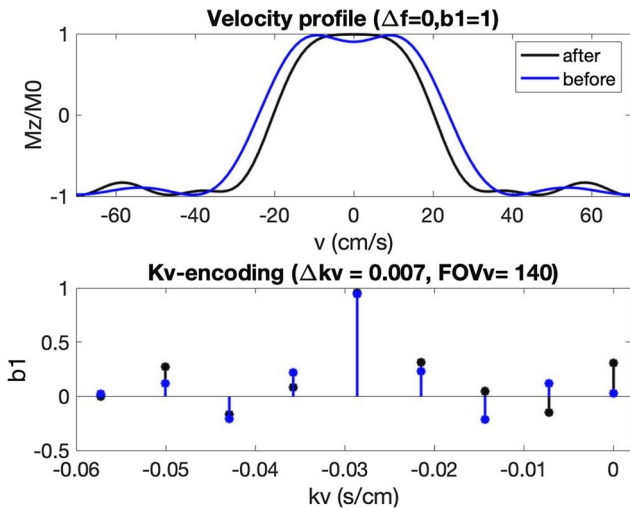 Velocity profile (Δf=0,b1=1)
1
0
-1
Mz/M0
after
before
-60 -40 -20 0 20 40 60
v (cm/s)
Kv-encoding (Δkv = 0.007, FOVv= 140)
1
0.5
0
-0.5
b1
-0.06 -0.05 -0.04 -0.03 -0.02 -0.01 0
kv (s/cm)